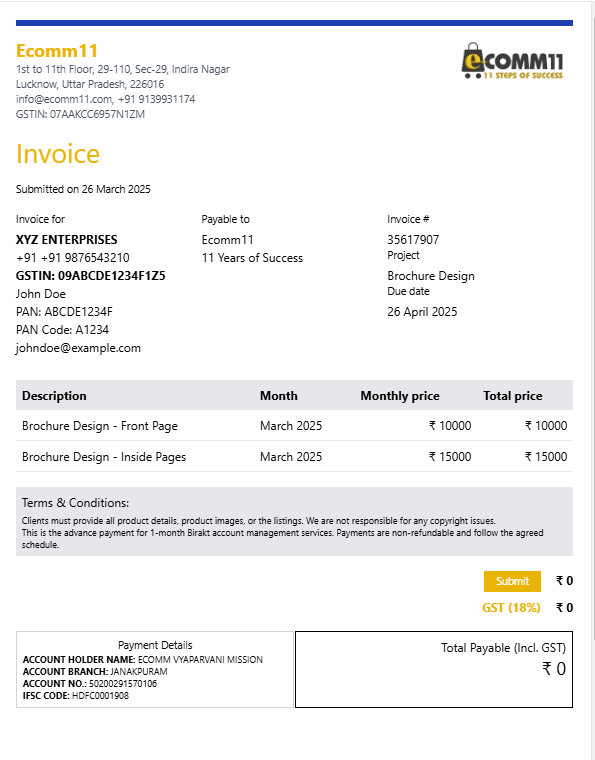 Ecomm11
1st to 11th Floor, 29-110, Sec-29, Indira Nagar
Lucknow, Uttar Pradesh, 226016
info@ecomm11.com, +91 9139931174
GSTIN: 07AAKCC6957N1ZM
eCOMM11
11 STEPS OF SUCCESS
Invoice
Submitted on 26 March 2025
Invoice for
XYZ ENTERPRISES
+91 +91 9876543210
GSTIN: 09ABCDE1234F1Z5
John Doe
PAN: ABCDE1234F
PAN Code: A1234
johndoe@example.com
Payable to
Ecomm11
11 Years of Success
Invoice #
35617907
Project
Brochure Design
Due date
26 April 2025
Description Month Monthly price Total price
Brochure Design - Front Page March 2025 ₹ 10000 ₹ 10000
Brochure Design - Inside Pages March 2025 ₹ 15000 ₹ 15000
Terms & Conditions:
Clients must provide all product details, product images, or the listings. We are not responsible for any copyright issues.
This is the advance payment for 1-month Birakt account management services. Payments are non-refundable and follow the agreed
schedule.
Submit ₹ 0
GST (18%) ₹ 0
Payment Details
ACCOUNT HOLDER NAME: ECOMM VYAPARVANI MISSION
ACCOUNT BRANCH: JANAKPURAM
ACCOUNT NO.: 50200291570106
IFSC CODE: HDFC0001908
Total Payable (Incl. GST)
₹ 0